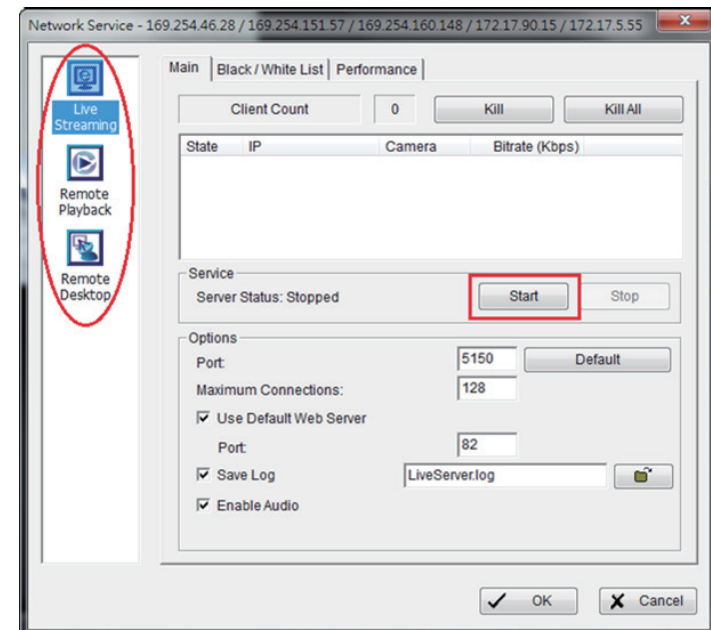 Network Service - 169.254.46.28 / 169.254.151.57 / 169.254.160.148 / 172.17.90.15 / 172.17.5.55
Live
Streaming
Remote
Playback
Remote
Desktop
Main Black / White List Performance
Client Count 0 Kill Kill All
State IP Camera Bitrate (Kbps)
Service
Server Status: Stopped Start Stop
Options
Port: 5150 Default
Maximum Connections: 128
Use Default Web Server
Port: 82
Save Log LiveServer.log
Enable Audio
OK Cancel